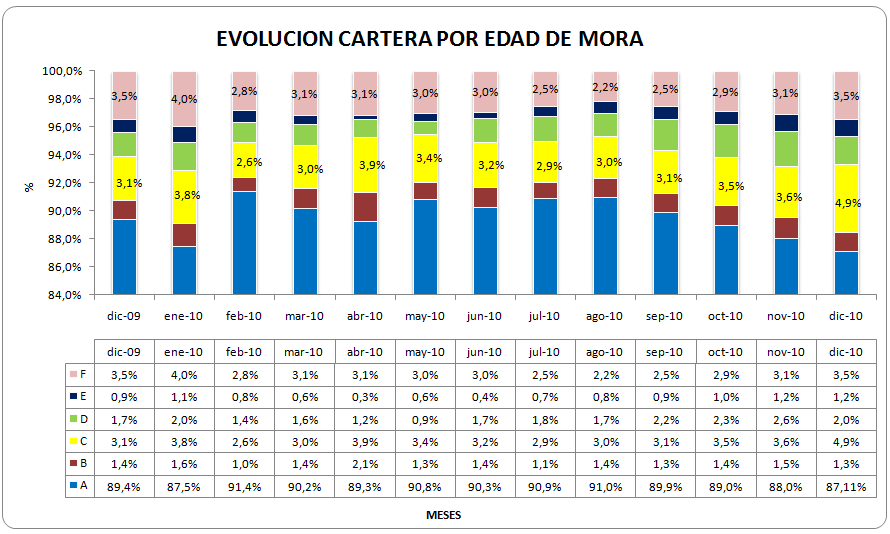 EVOLUCION CARTERA POR EDAD DE MORA
%
100,0%
98,0%
96,0%
94,0%
92,0%
90,0%
88,0%
86,0%
84,0%
3,5% 4,0% 2,8% 3,1% 3,1% 3,0% 3,0% 2,5% 2,2% 2,5% 2,9% 3,1% 3,5%
3,1% 3,8% 2,6% 3,0% 3,9% 3,4% 3,2% 2,9% 3,0% 3,1% 3,5% 3,6% 4,9%
dic-09 ene-10 feb-10 mar-10 abr-10 may-10 jun-10 jul-10 ago-10 sep-10 oct-10 nov-10 dic-10
dic-09 ene-10 feb-10 mar-10 abr-10 may-10 jun-10 jul-10 ago-10 sep-10 oct-10 nov-10 dic-10
F 3,5% 4,0% 2,8% 3,1% 3,1% 3,0% 3,0% 2,5% 2,2% 2,5% 2,9% 3,1% 3,5%
E 0,9% 1,1% 0,8% 0,6% 0,3% 0,6% 0,4% 0,7% 0,8% 0,9% 1,0% 1,2% 1,2%
D 1,7% 2,0% 1,4% 1,6% 1,2% 0,9% 1,7% 1,8% 1,7% 2,2% 2,3% 2,6% 2,0%
C 3,1% 3,8% 2,6% 3,0% 3,9% 3,4% 3,2% 2,9% 3,0% 3,1% 3,5% 3,6% 4,9%
B 1,4% 1,6% 1,0% 1,4% 2,1% 1,3% 1,4% 1,1% 1,4% 1,3% 1,4% 1,5% 1,3%
A 89,4% 87,5% 91,4% 90,2% 89,3% 90,8% 90,3% 90,9% 91,0% 89,9% 89,0% 88,0% 87,11%
MESES